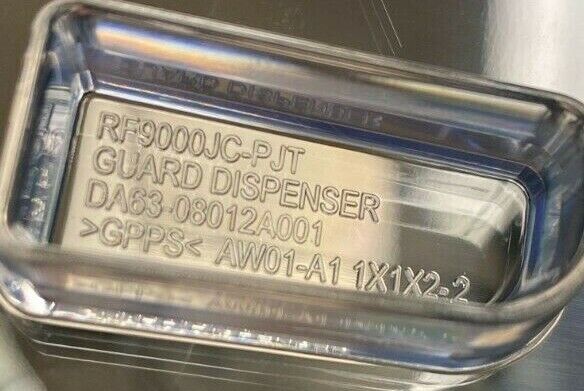 RF9000JC-PJT
GUARD DISPENSER
DA63-08012A001
>GPPS< AW01-A1 1X1X2-2